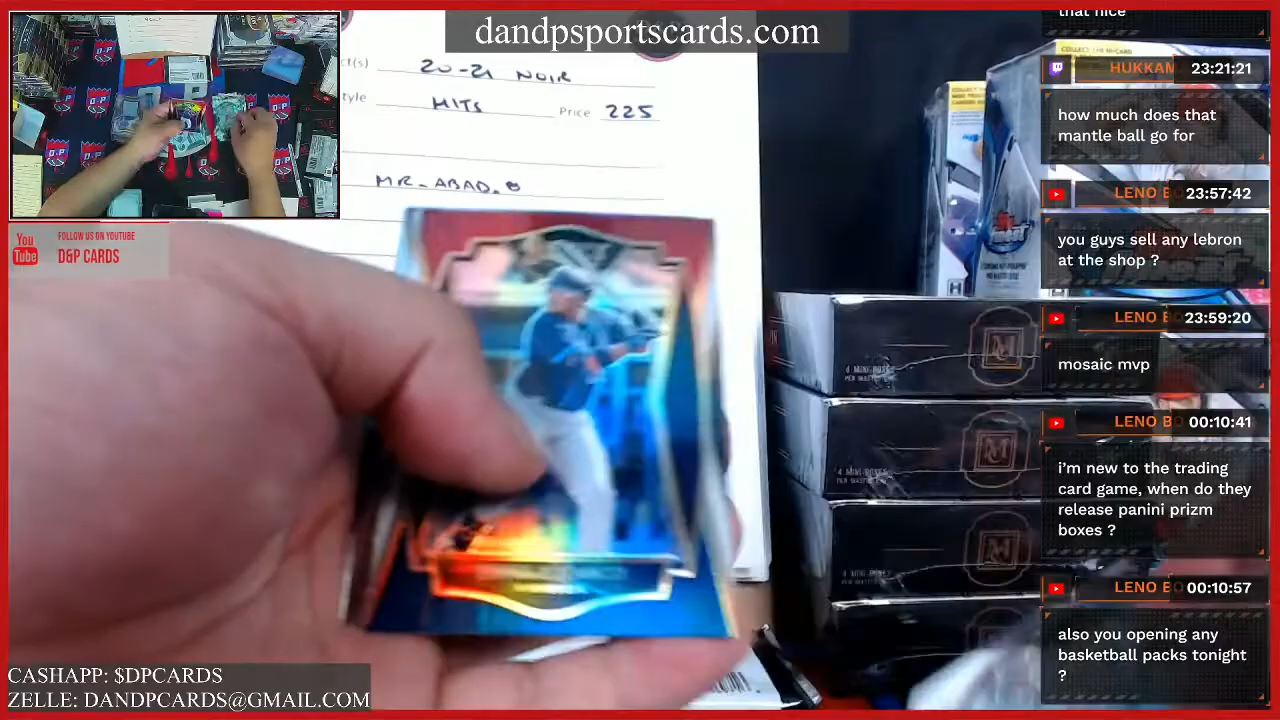 dandpsportscards.com
ct(s) 20-21 NOIR
tyle HITS Price 225
MR_ABAD_8
You Tube
FOLLOW US ON YOUTUBE
D&P CARDS
CASHAPP: $DPCARDS
ZELLE: DANDPCARDS@GMAIL.COM
that nice
HUKKAM 23:21:21
how much does that
mantle ball go for
LENO B 23:57:42
you guys sell any lebron
at the shop ?
LENO B 23:59:20
mosaic mvp
LENO B 00:10:41
i'm new to the trading
card game, when do they
release panini prizm
boxes ?
LENO B 00:10:57
also you opening any
basketball packs tonight
?